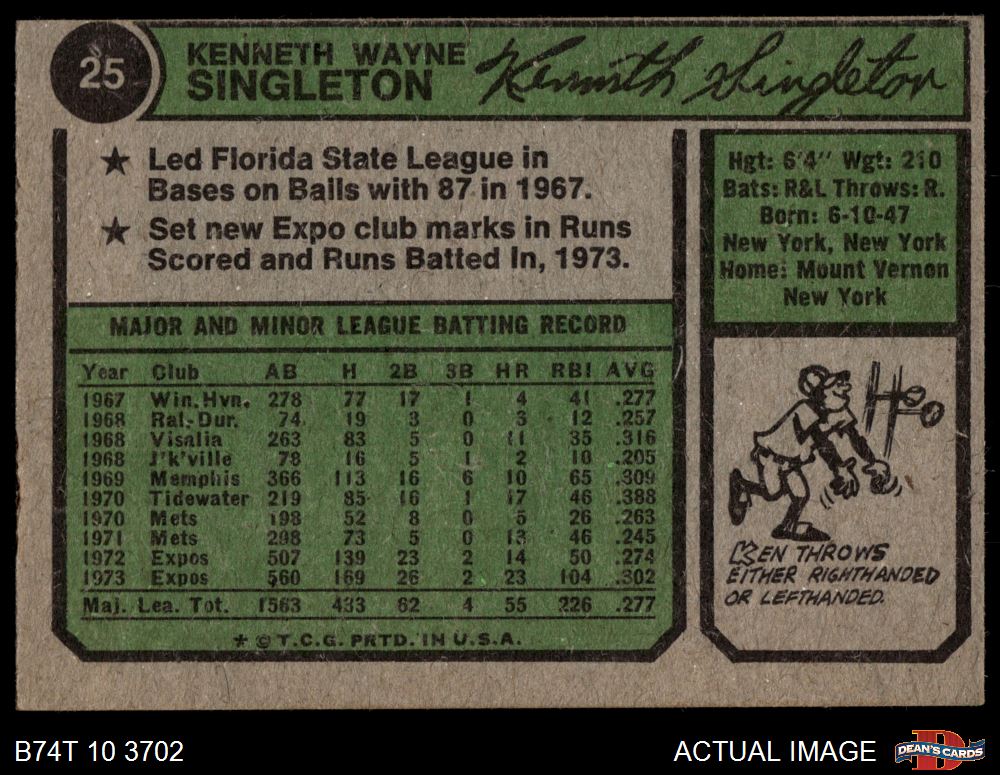 25
KENNETH WAYNE
SINGLETON
Kenneth Singleton
★ Led Florida State League in
Bases on Balls with 87 in 1967.
★ Set new Expo club marks in Runs
Scored and Runs Batted In, 1973.
Hgt: 6'4" Wgt: 210
Bats: R&L Throws: R.
Born: 6-10-47
New York, New York
Home: Mount Vernon
New York
MAJOR AND MINOR LEAGUE BATTING RECORD
Year Club AB H 2B 3B HR RBI AVG
1967 Win. Hvn. 278 77 17 1 4 41 .277
1968 Ral.-Dur. 74 19 3 0 3 12 .257
1968 Visalia 263 83 5 0 11 35 .316
1968 J'k'ville 78 16 5 1 2 10 .205
1969 Memphis 366 113 16 6 10 65 .309
1970 Tidewater 219 85 16 1 17 46 .388
1970 Mets 198 52 8 0 5 26 .263
1971 Mets 298 73 5 0 13 46 .245
1972 Expos 507 139 23 2 14 50 .274
1973 Expos 560 169 26 2 23 104 .302
Maj. Lea. Tot. 1563 433 62 4 55 226 .277
* © T.C.G. PRTD. IN U.S.A.
KEN THROWS
EITHER RIGHTHANDED
OR LEFTHANDED.
B74T 10 3702
ACTUAL IMAGE
DEAN'S CARDS